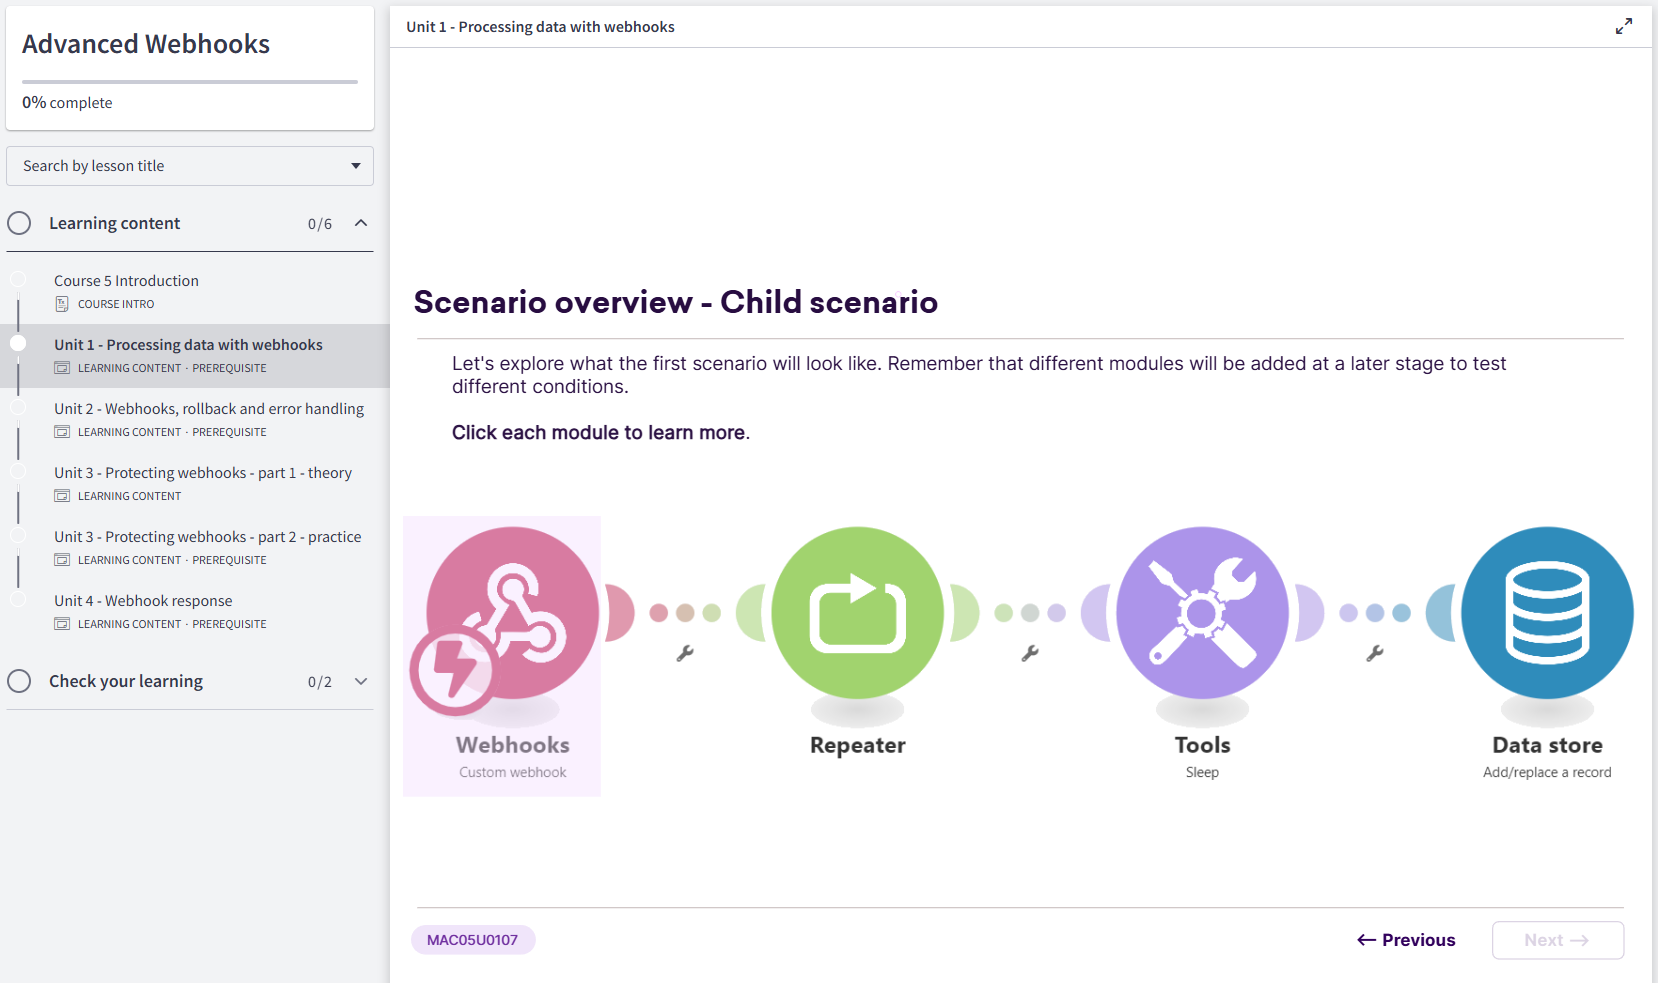 Advanced Webhooks
0% complete
Search by lesson title
Learning content 0/6
Course 5 Introduction
COURSE INTRO
Unit 1 - Processing data with webhooks
LEARNING CONTENT · PREREQUISITE
Unit 2 - Webhooks, rollback and error handling
LEARNING CONTENT · PREREQUISITE
Unit 3 - Protecting webhooks - part 1 - theory
LEARNING CONTENT
Unit 3 - Protecting webhooks - part 2 - practice
LEARNING CONTENT · PREREQUISITE
Unit 4 - Webhook response
LEARNING CONTENT · PREREQUISITE
Check your learning 0/2
Unit 1 - Processing data with webhooks
Scenario overview - Child scenario
Let's explore what the first scenario will look like. Remember that different modules will be added at a later stage to test
different conditions.
Click each module to learn more.
Webhooks
Custom webhook
Repeater
Tools
Sleep
Data store
Add/replace a record
MAC05U0107
← Previous
Next →